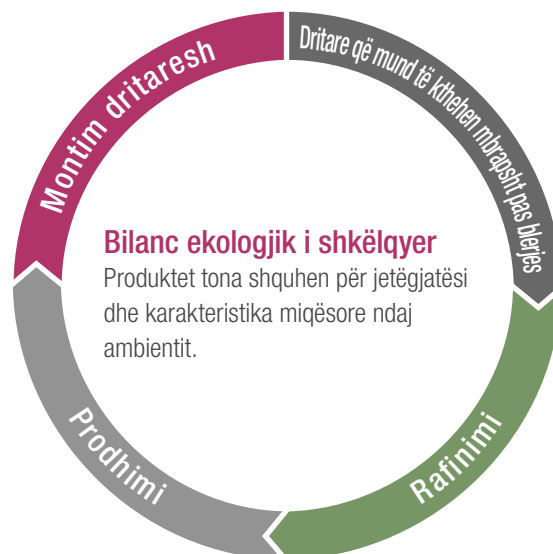 Montim dritaresh
Dritare që mund të kthehen mbrapsht pas blerjes
Bilanc ekologjik i shkëlqyer
Produktet tona shquhen për jetëgjatësi
dhe karakteristika miqësore ndaj
ambientit.
Prodhimi
Rafinimi